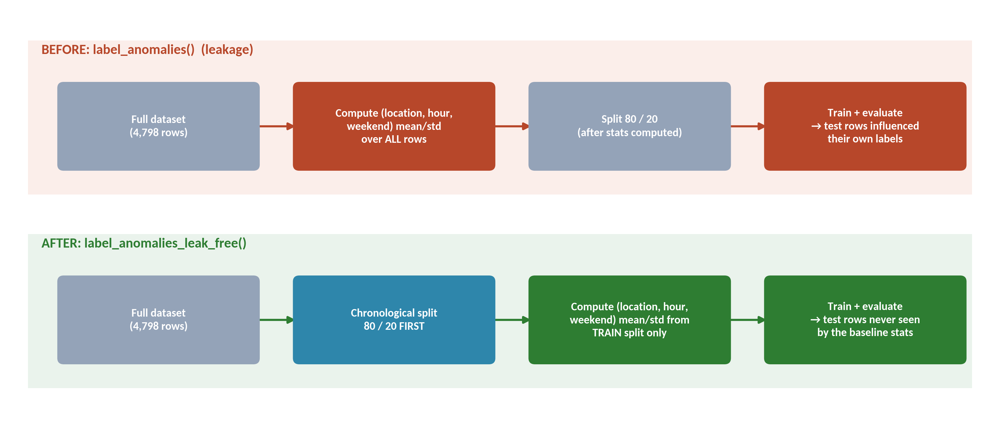 BEFORE: label_anomalies()  (leakage)
Full dataset
(4,798 rows)
Compute (location, hour,
weekend) mean/std
over ALL rows
Split 80 / 20
(after stats computed)
Train + evaluate
→ test rows influenced
their own labels
AFTER: label_anomalies_leak_free()
Full dataset
(4,798 rows)
Chronological split
80 / 20 FIRST
Compute (location, hour,
weekend) mean/std from
TRAIN split only
Train + evaluate
→ test rows never seen
by the baseline stats